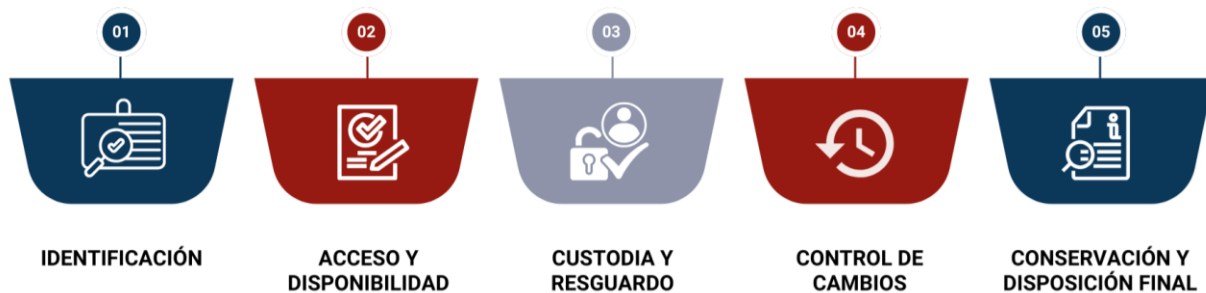 01
02
03
04
05
IDENTIFICACIÓN
ACCESO Y
DISPONIBILIDAD
CUSTODIA Y
RESGUARDO
CONTROL DE
CAMBIOS
CONSERVACIÓN Y
DISPOSICIÓN FINAL